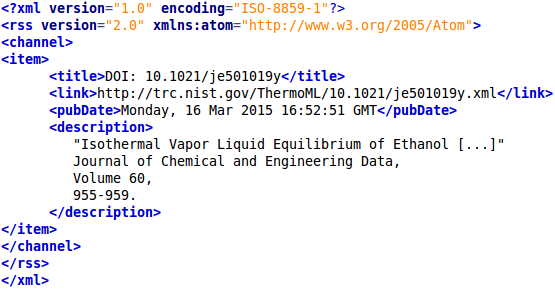 <?xml version="1.0" encoding="ISO-8859-1"?>
<rss version="2.0" xmlns:atom="http://www.w3.org/2005/Atom">
<channel>
<item>
<title>DOI: 10.1021/je501019y</title>
<link>http://trc.nist.gov/ThermoML/10.1021/je501019y.xml</link>
<pubDate>Monday, 16 Mar 2015 16:52:51 GMT</pubDate>
<description>
"Isothermal Vapor Liquid Equilibrium of Ethanol [...]"
Journal of Chemical and Engineering Data,
Volume 60,
955-959.
</description>
</item>
</channel>
</rss>
</xml>